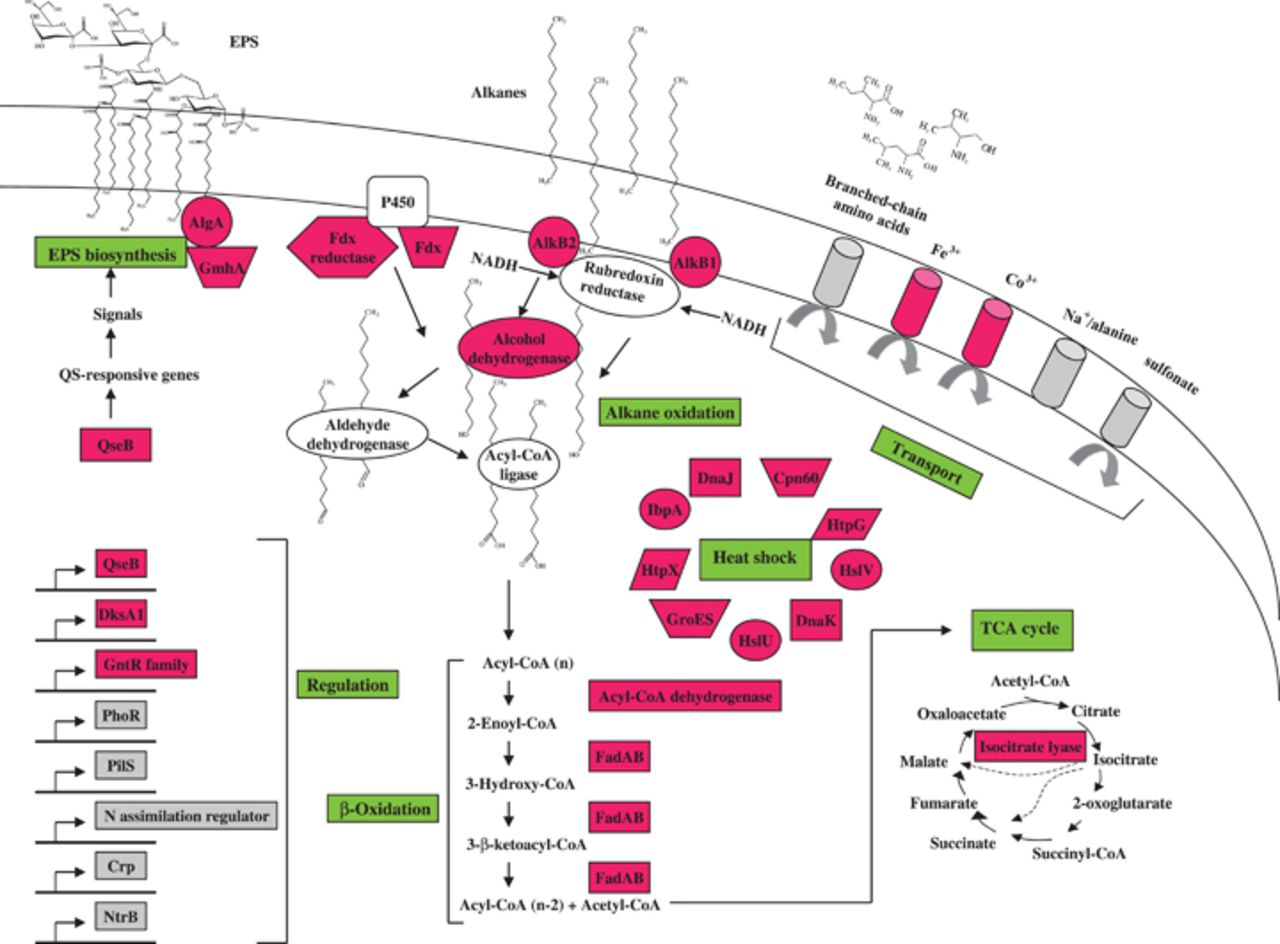 EPS
Alkanes
Branched-chain
amino acids
Fe3+
Co3+
Na+/alanine
sulfonate
P450
AlgA
GmhA
EPS biosynthesis
Signals
QS-responsive genes
QseB
Fdx
reductase
Fdx
AlkB2
AlkB1
NADH
Rubredoxin
reductase
NADH
Alcohol
dehydrogenase
Aldehyde
dehydrogenase
Acyl-CoA
ligase
Alkane oxidation
Transport
DnaJ
Cpn60
IbpA
HtpG
Heat shock
HtpX
HslV
GroES
HslU
DnaK
QseB
DksA1
GntR family
PhoR
PilS
N assimilation regulator
Crp
NtrB
Regulation
β-Oxidation
Acyl-CoA (n)
Acyl-CoA dehydrogenase
2-Enoyl-CoA
FadAB
3-Hydroxy-CoA
FadAB
3-β-ketoacyl-CoA
FadAB
Acyl-CoA (n-2) + Acetyl-CoA
TCA cycle
Acetyl-CoA
Oxaloacetate
Citrate
Isocitrate lyase
Malate
Isocitrate
Fumarate
2-oxoglutarate
Succinate
Succinyl-CoA